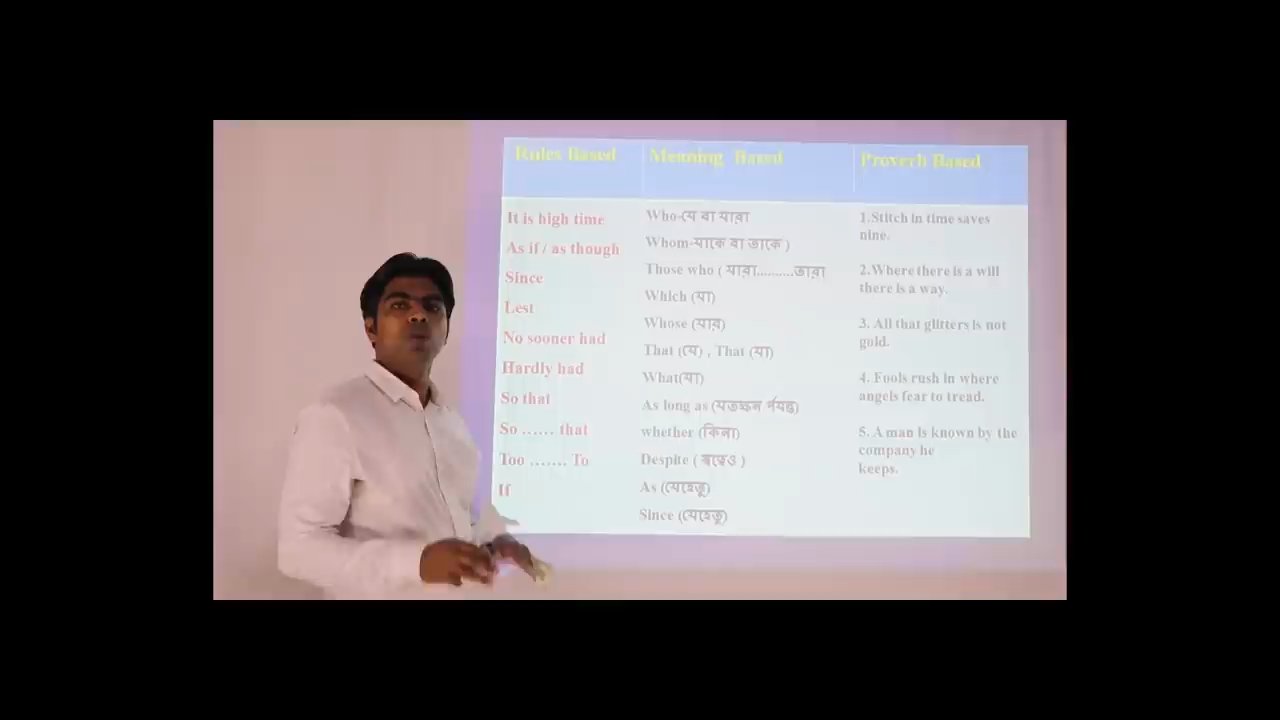 Rules Based
Meaning Based
Proverb Based
It is high time
As if / as though
Since
Lest
No sooner had
Hardly had
So that
So ...... that
Too ....... To
If
Who-যে বা যারা
Whom-যাকে বা তাকে )
Those who ( যারা..........তারা
Which (যা)
Whose (যার)
That (যে) , That (যা)
What(যা)
As long as (যতক্ষন র্পযন্ত)
whether (কিনা)
Despite ( স্বত্ত্বেও )
As (যেহেতু)
Since (যেহেতু)
1.Stitch in time saves
nine.
2.Where there is a will
there is a way.
3. All that glitters is not
gold.
4. Fools rush in where
angels fear to tread.
5. A man is known by the
company he
keeps.